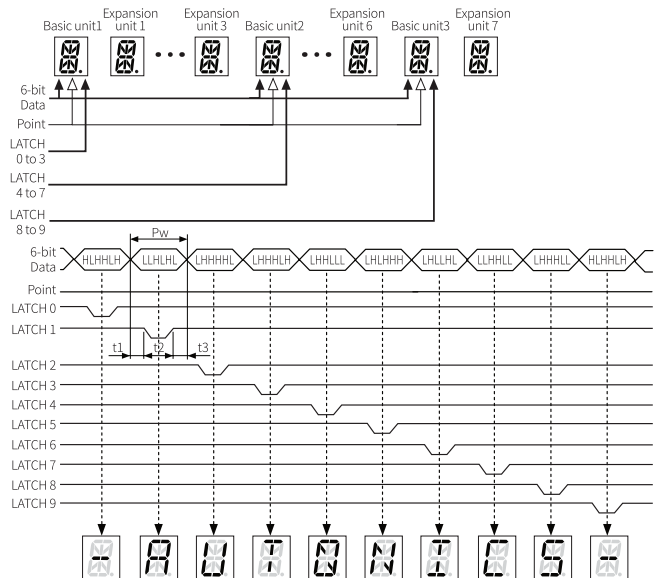 Basic unit1 Expansion unit 1 ••• Expansion unit 3 Basic unit2 ••• Expansion unit 6 Basic unit3 Expansion unit 7
6-bit Data
Point
LATCH 0 to 3
LATCH 4 to 7
LATCH 8 to 9
Pw
6-bit Data HLHHLH LLHLHL LHHHHL LHHHLH LHHLLL LHLHHH LHLLHL LLHHLL LHHHLL HLHHLH
Point
LATCH 0
LATCH 1
t1 t2 t3
LATCH 2
LATCH 3
LATCH 4
LATCH 5
LATCH 6
LATCH 7
LATCH 8
LATCH 9
- A U T O N I C S -